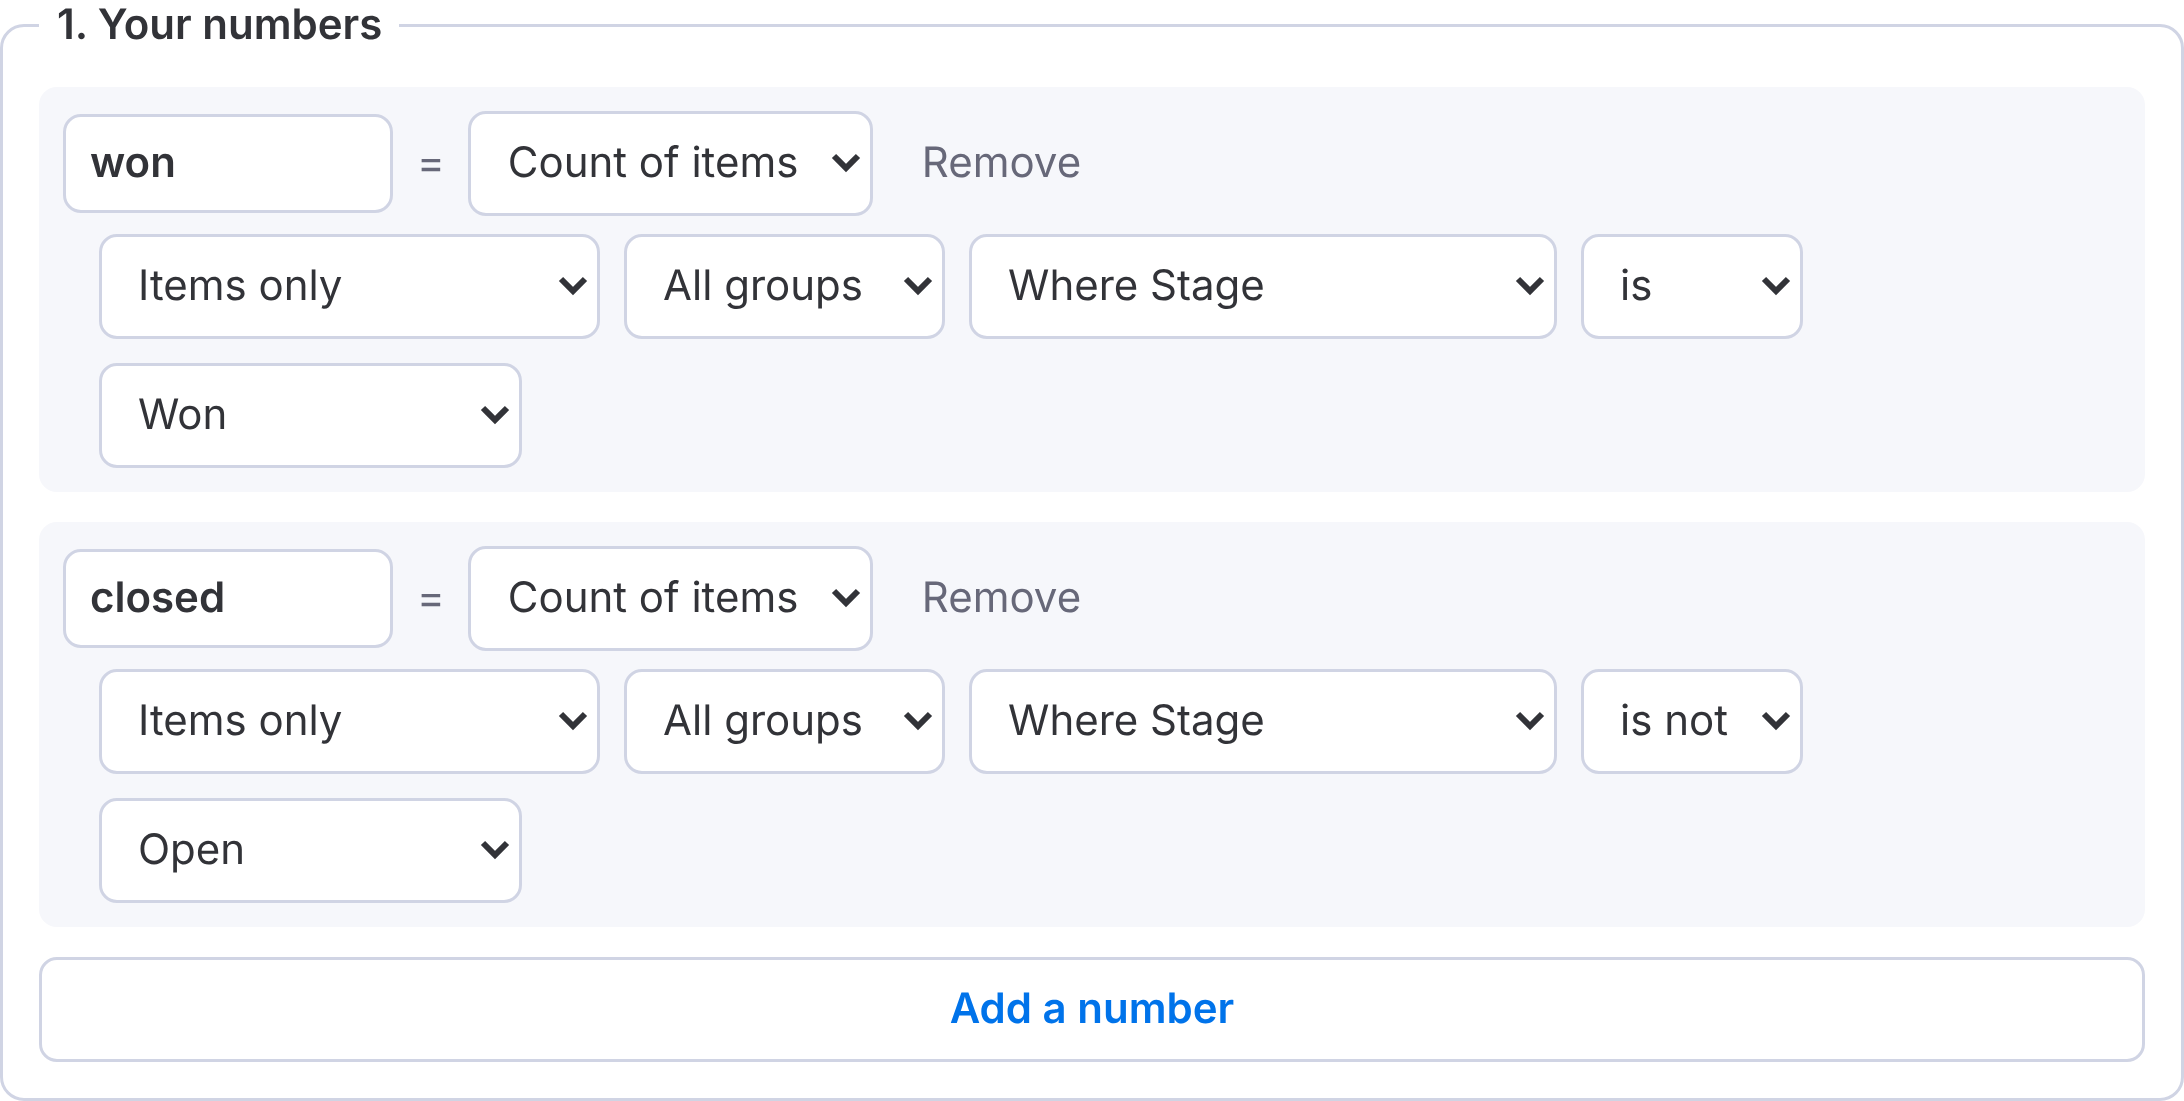 1. Your numbers
won = Count of items Remove
Items only All groups Where Stage is
Won
closed = Count of items Remove
Items only All groups Where Stage is not
Open
Add a number